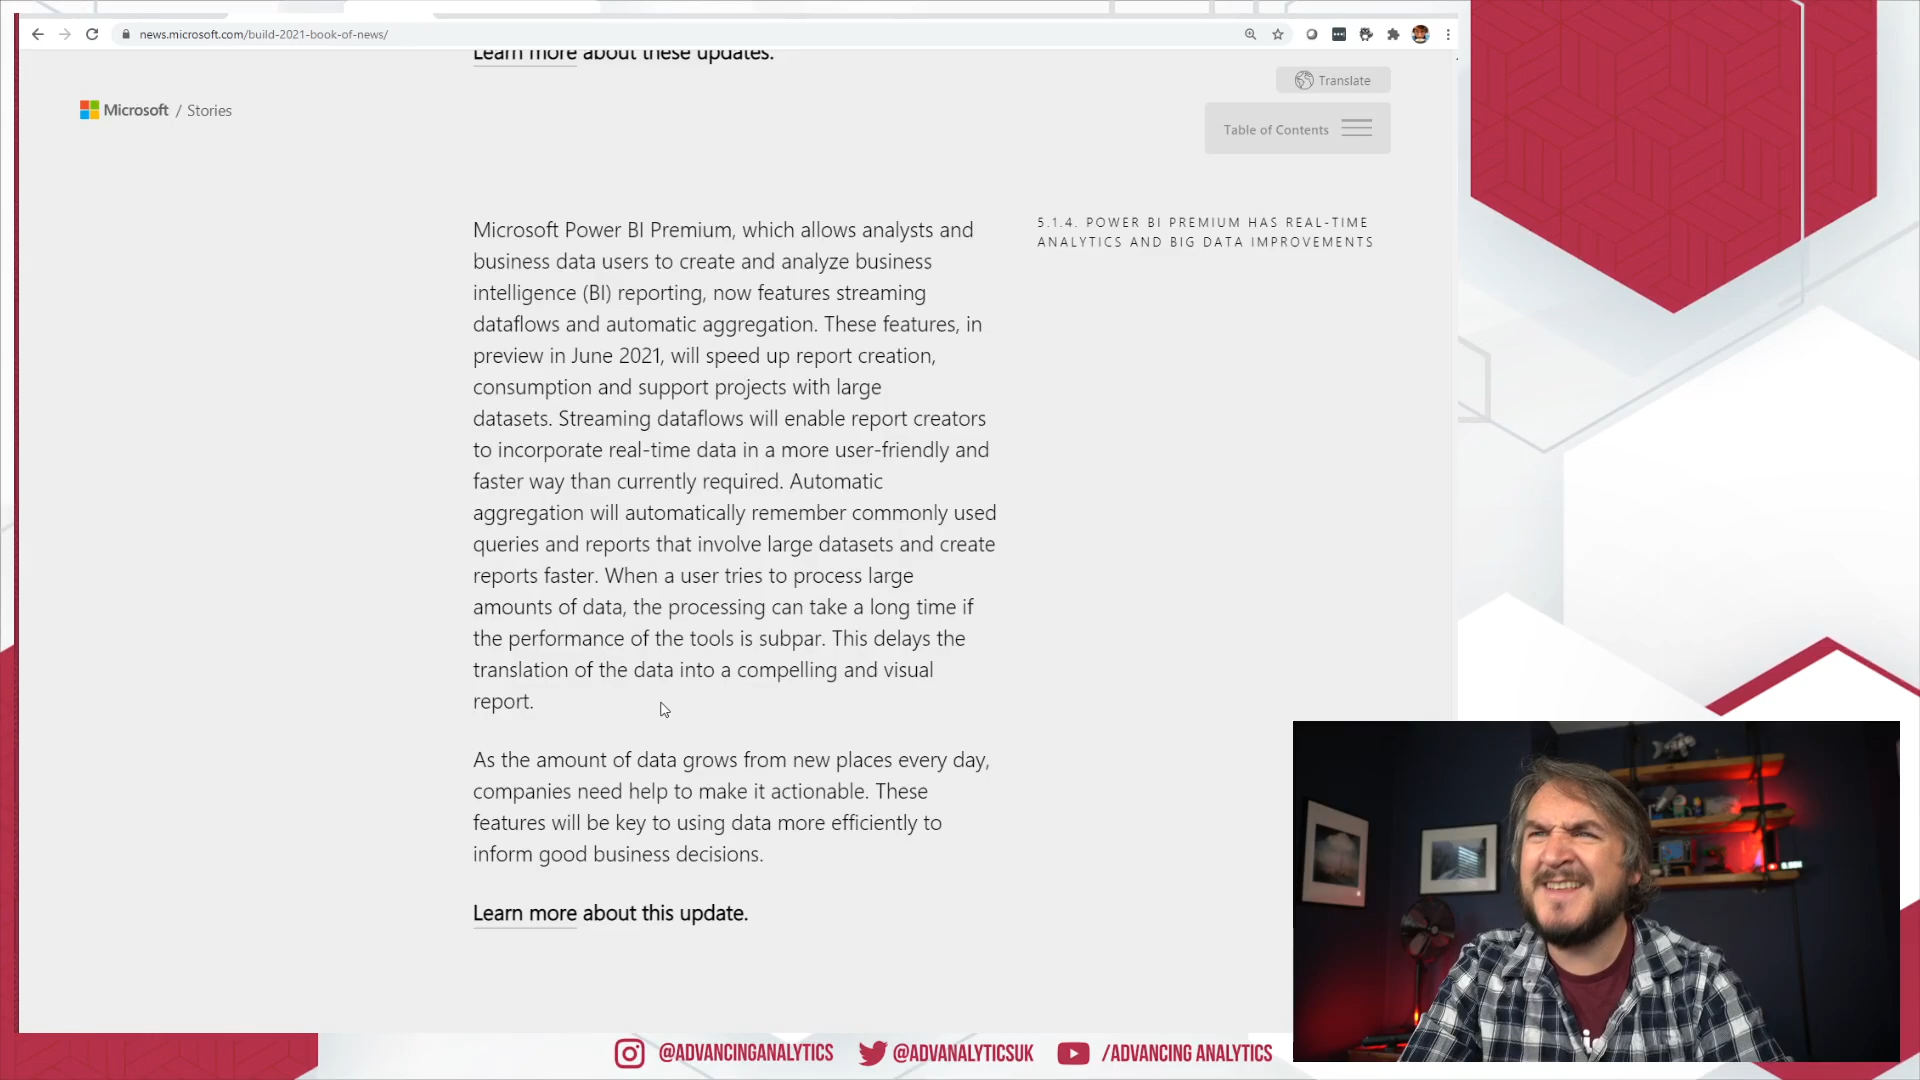 news.microsoft.com/build-2021-book-of-news/
Learn more about these updates.
Translate
Microsoft / Stories
Table of Contents
Microsoft Power BI Premium, which allows analysts and
business data users to create and analyze business
intelligence (BI) reporting, now features streaming
dataflows and automatic aggregation. These features, in
preview in June 2021, will speed up report creation,
consumption and support projects with large
datasets. Streaming dataflows will enable report creators
to incorporate real-time data in a more user-friendly and
faster way than currently required. Automatic
aggregation will automatically remember commonly used
queries and reports that involve large datasets and create
reports faster. When a user tries to process large
amounts of data, the processing can take a long time if
the performance of the tools is subpar. This delays the
translation of the data into a compelling and visual
report.
5.1.4. POWER BI PREMIUM HAS REAL-TIME
ANALYTICS AND BIG DATA IMPROVEMENTS
As the amount of data grows from new places every day,
companies need help to make it actionable. These
features will be key to using data more efficiently to
inform good business decisions.
Learn more about this update.
@ADVANCINGANALYTICS
@ADVANALYTICSUK
/ADVANCING ANALYTICS